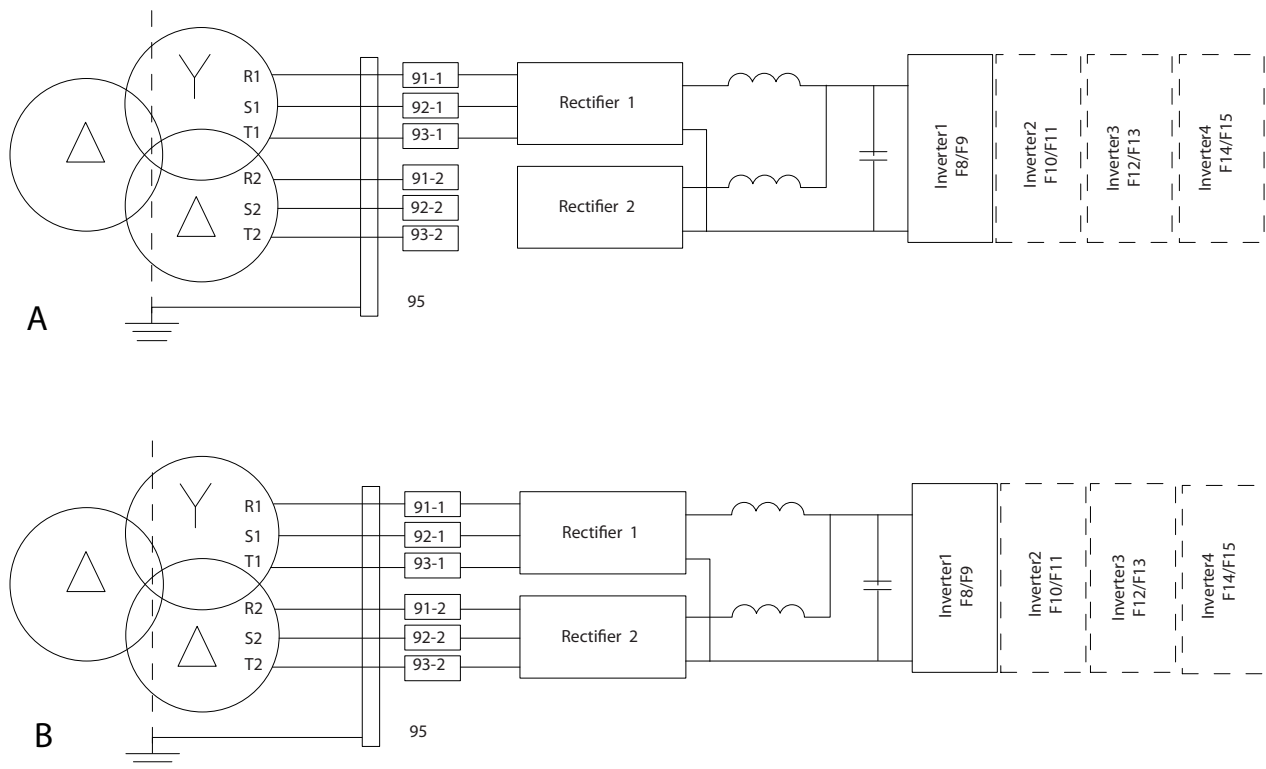 R1
91-1
S1
92-1
Rectifier 1
T1
93-1
R2
91-2
S2
92-2
Rectifier 2
T2
93-2
Inverter1
F8/F9
Inverter2
F10/F11
Inverter3
F12/F13
Inverter4
F14/F15
95
A
R1
91-1
S1
92-1
Rectifier 1
T1
93-1
R2
91-2
S2
92-2
Rectifier 2
T2
93-2
Inverter1
F8/F9
Inverter2
F10/F11
Inverter3
F12/F13
Inverter4
F14/F15
95
B